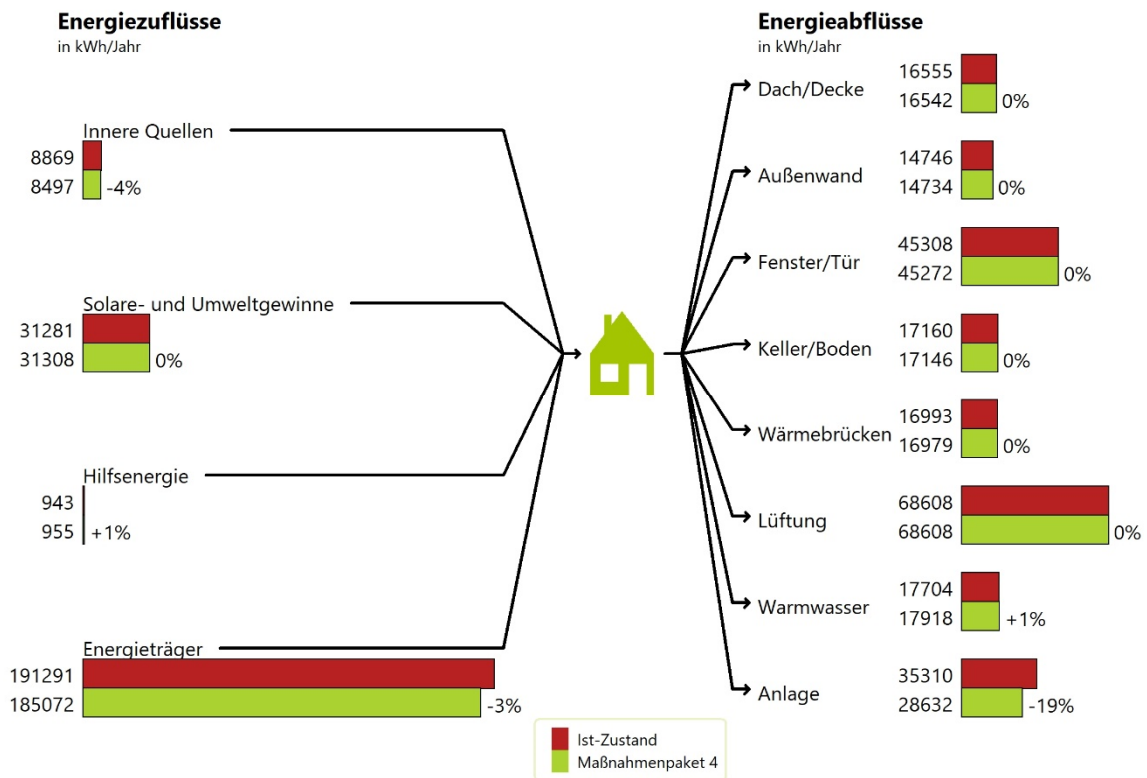 Energiezuflüsse
in kWh/Jahr
Innere Quellen
8869
8497 -4%
Solare- und Umweltgewinne
31281
31308 0%
Hilfsenergie
943
955 +1%
Energieträger
191291
185072 -3%
Energieabflüsse
in kWh/Jahr
Dach/Decke
16555
16542 0%
Außenwand
14746
14734 0%
Fenster/Tür
45308
45272 0%
Keller/Boden
17160
17146 0%
Wärmebrücken
16993
16979 0%
Lüftung
68608
68608 0%
Warmwasser
17704
17918 +1%
Anlage
35310
28632 -19%
Ist-Zustand
Maßnahmenpaket 4